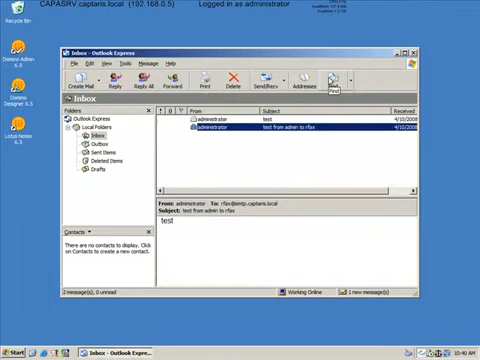 CAPASRV.captaris.local (192.168.0.5) Logged in as administrator
Recycle Bin
Domino Admin 6.5
Domino Designer 6.5
Lotus Notes 6.5
Inbox - Outlook Express
File Edit View Tools Message Help
Create Mail Reply Reply All Forward Print Delete Send/Recv Addresses Find
Find
Inbox
Folders
Outlook Express
Local Folders
Inbox
Outbox
Sent Items
Deleted Items
Drafts
From Subject Received
administrator test 4/10/2008
administrator test from admin to rfax 4/10/2008
From: administrator To: rfax@smtp.captaris.local
Subject: test from admin to rfax
test
Contacts
There are no contacts to display. Click on Contacts to create a new contact.
2 message(s), 0 unread Working Online 1 new message(s)
Start Inbox - Outlook Expre... 10:40 AM